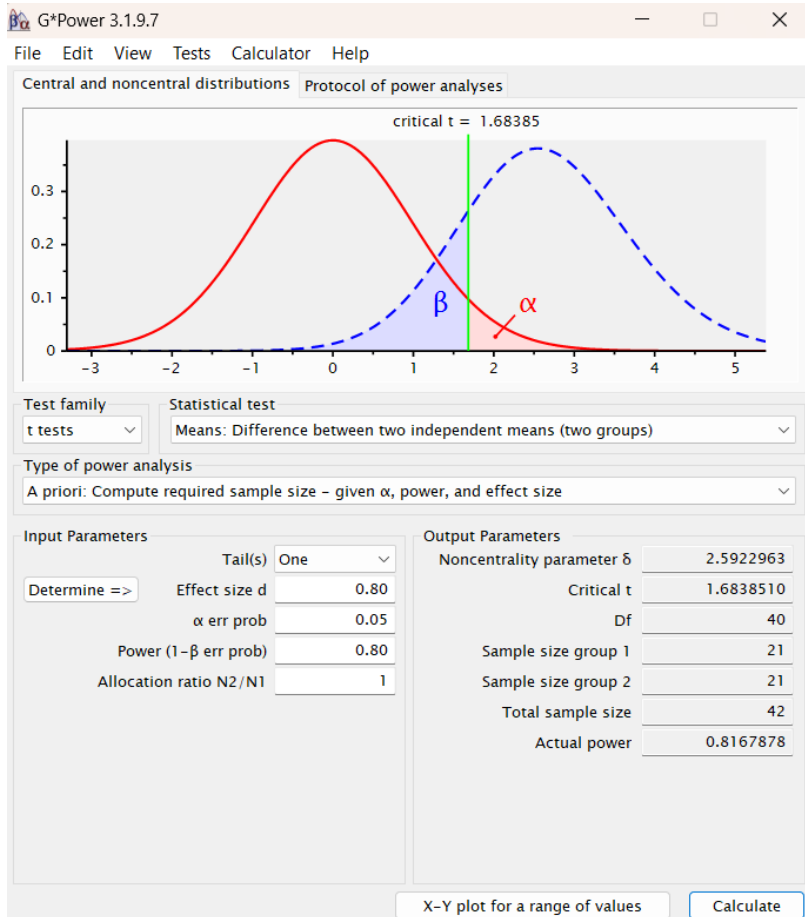 G*Power 3.1.9.7
File Edit View Tests Calculator Help
Central and noncentral distributions Protocol of power analyses
critical t = 1.68385
0.3
0.2
0.1
0
β
α
-3 -2 -1 0 1 2 3 4 5
Test family
t tests
Statistical test
Means: Difference between two independent means (two groups)
Type of power analysis
A priori: Compute required sample size - given α, power, and effect size
Input Parameters
Tail(s) One
Determine => Effect size d 0.80
α err prob 0.05
Power (1-β err prob) 0.80
Allocation ratio N2/N1 1
Output Parameters
Noncentrality parameter δ 2.5922963
Critical t 1.6838510
Df 40
Sample size group 1 21
Sample size group 2 21
Total sample size 42
Actual power 0.8167878
X-Y plot for a range of values Calculate